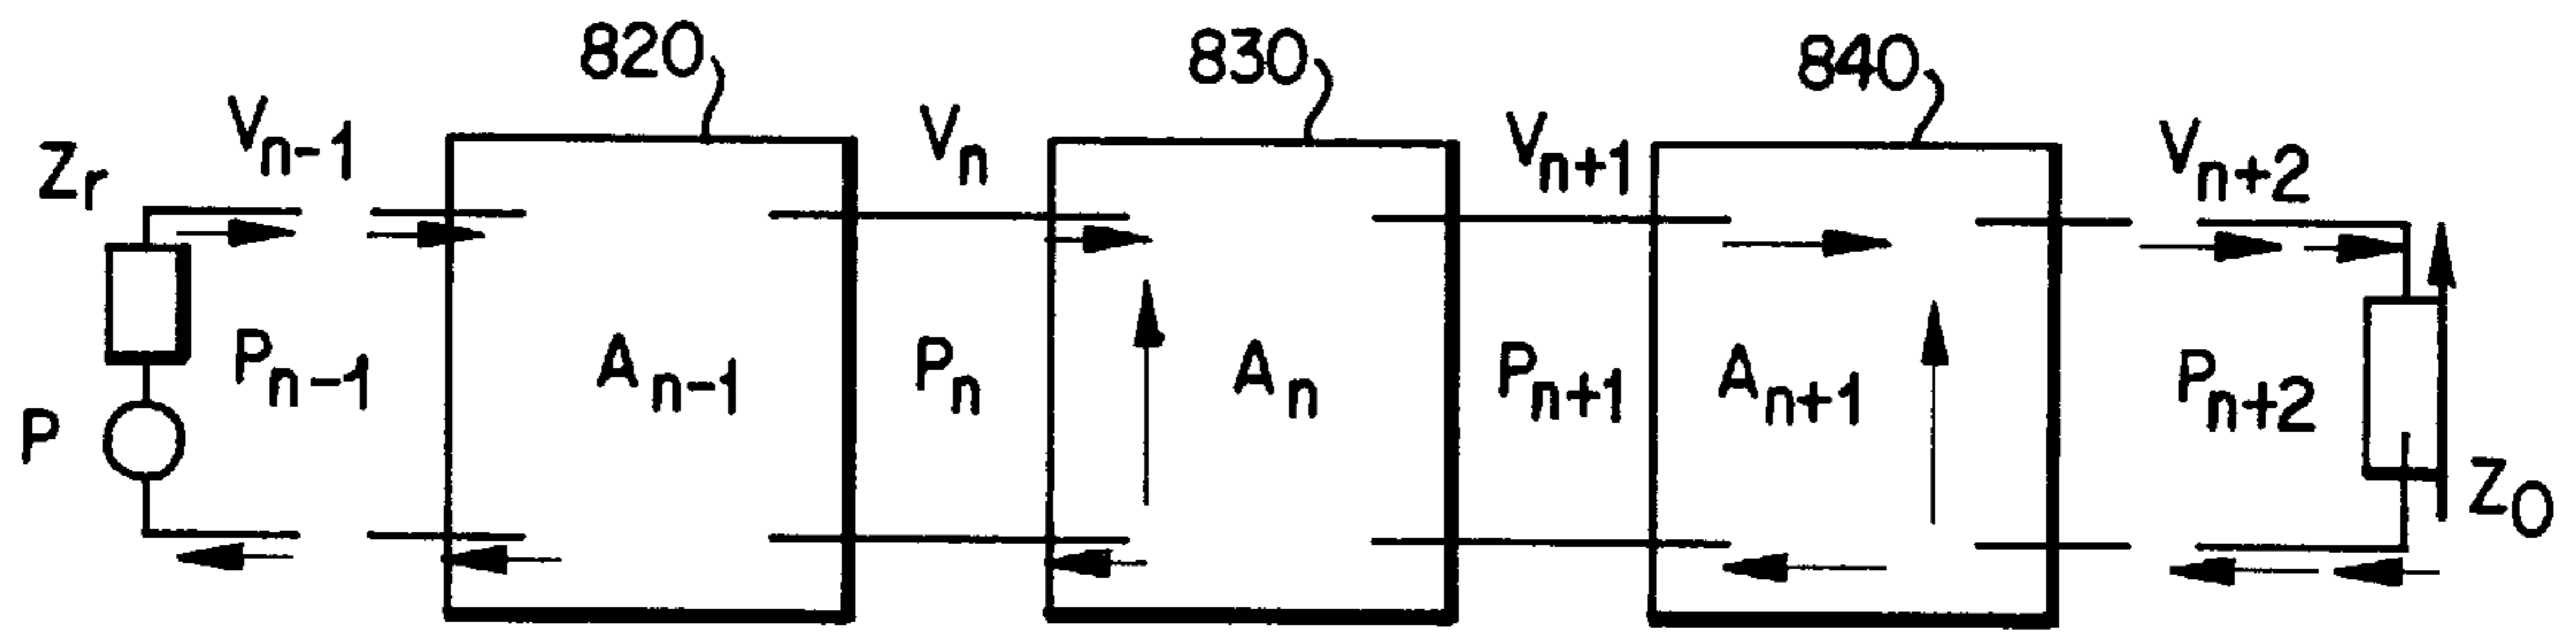 820 830 840
Zr Vn-1 Vn Vn+1 Vn+2
P Pn-1 An-1 Pn An Pn+1 An+1 Pn+2 ZO